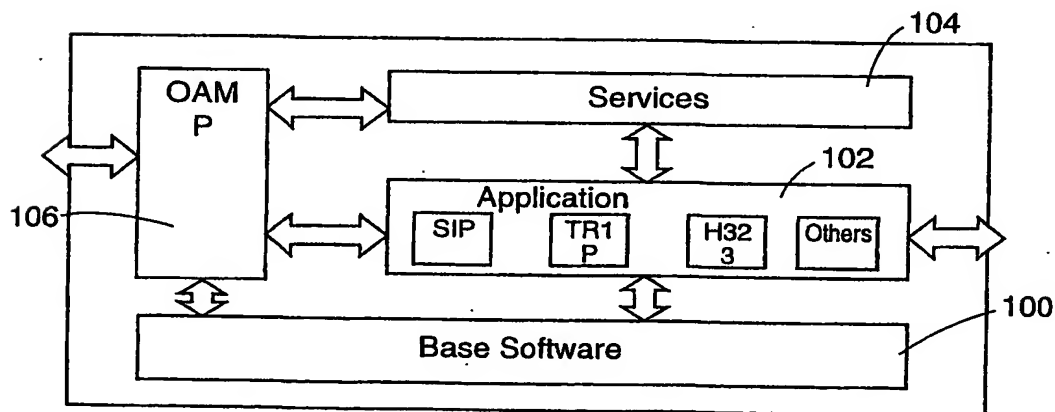 104
OAM
P
Services
102
Application
106
SIP
TR1
P
H32
3
Others
100
Base Software